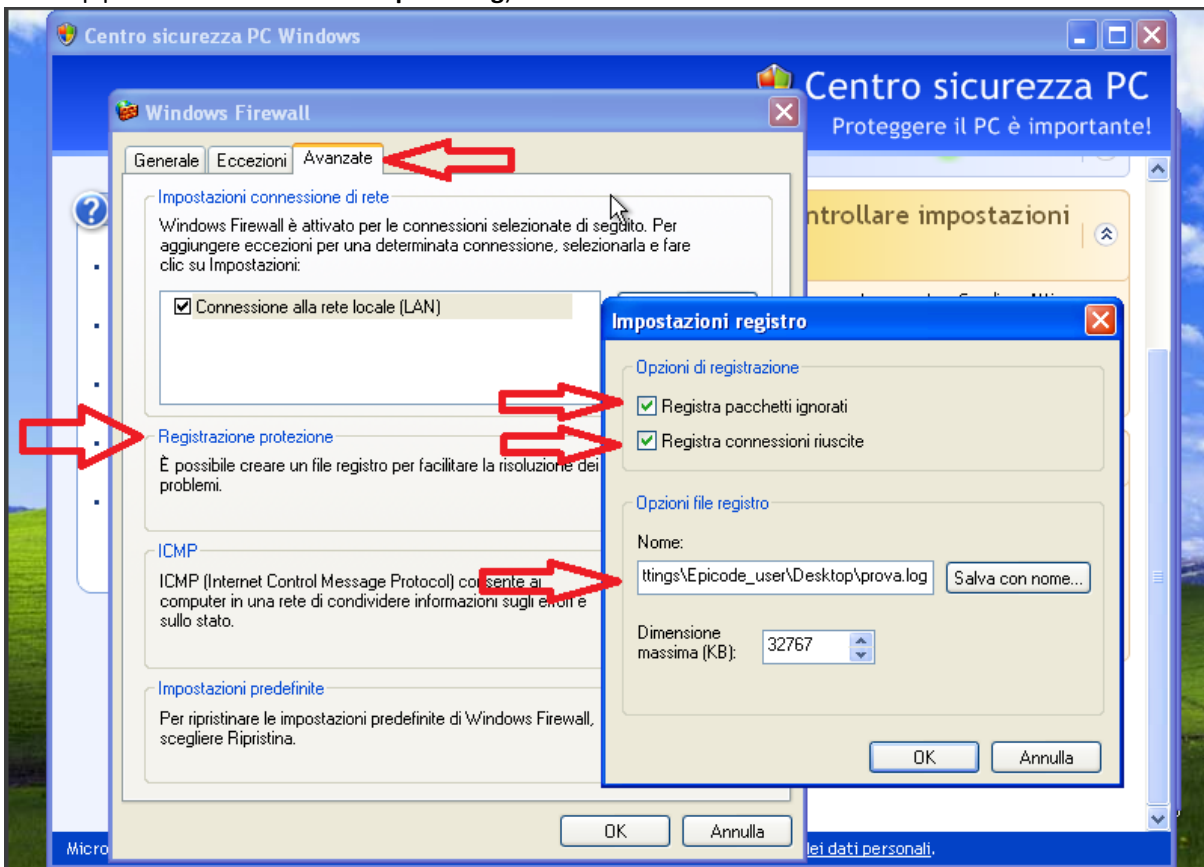 Centro sicurezza PC Windows
Centro sicurezza PC
Proteggere il PC è importante!
Windows Firewall
Generale Eccezioni Avanzate
Impostazioni connessione di rete
Windows Firewall è attivato per le connessioni selezionate di seguito. Per
aggiungere eccezioni per una determinata connessione, selezionarla e fare
clic su Impostazioni:
Connessione alla rete locale (LAN)
Registrazione protezione
È possibile creare un file registro per facilitare la risoluzione dei
problemi.
ICMP
ICMP (Internet Control Message Protocol) consente ai
computer in una rete di condividere informazioni sugli errori e
sullo stato.
Impostazioni predefinite
Per ripristinare le impostazioni predefinite di Windows Firewall,
scegliere Ripristina.
OK Annulla
ntrollare impostazioni
Impostazioni registro
Opzioni di registrazione
Registra pacchetti ignorati
Registra connessioni riuscite
Opzioni file registro
Nome:
ttings\Epicode_user\Desktop\prova.log Salva con nome...
Dimensione
massima (KB): 32767
OK Annulla
Micro
lei dati personali.